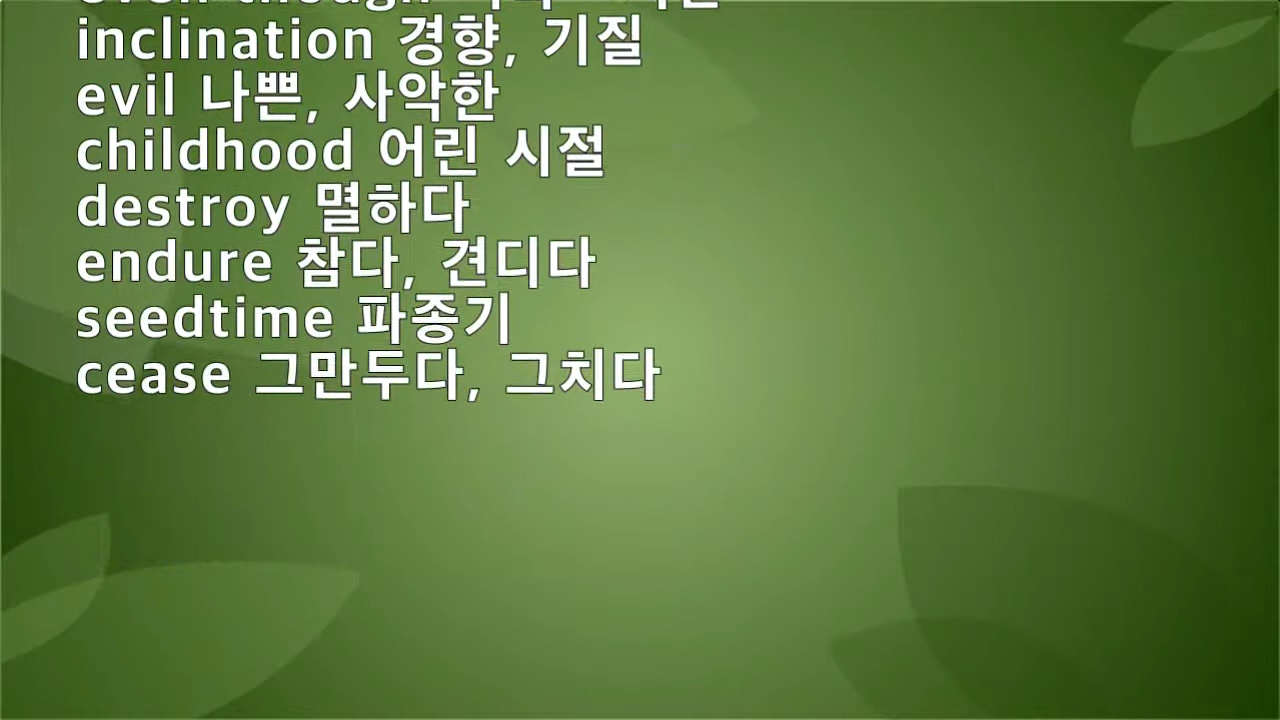 even though
inclination 경향, 기질
evil 나쁜, 사악한
childhood 어린 시절
destroy 멸하다
endure 참다, 견디다
seedtime 파종기
cease 그만두다, 그치다